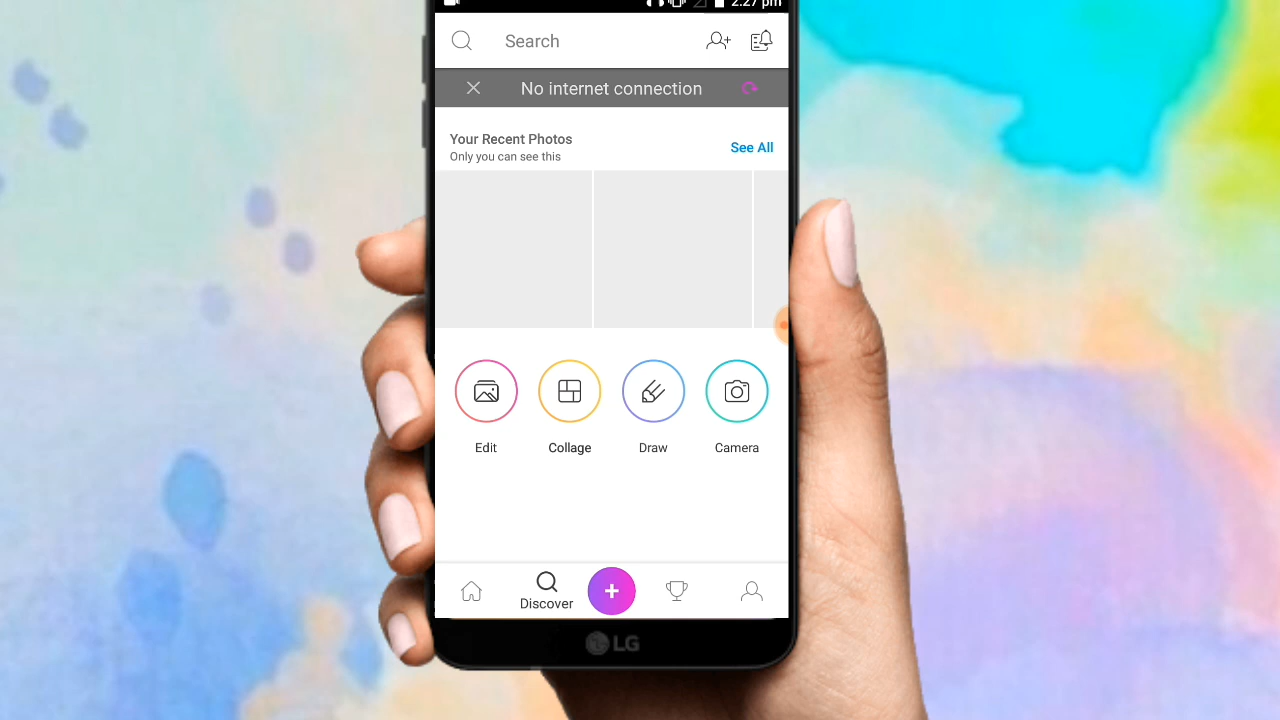 2:27 pm
Search
No internet connection
Your Recent Photos
Only you can see this
See All
Edit
Collage
Draw
Camera
Discover
LG